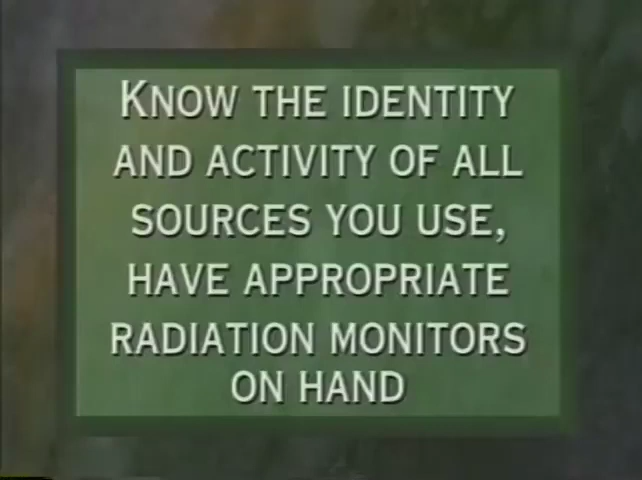 KNOW THE IDENTITY
AND ACTIVITY OF ALL
SOURCES YOU USE,
HAVE APPROPRIATE
RADIATION MONITORS
ON HAND